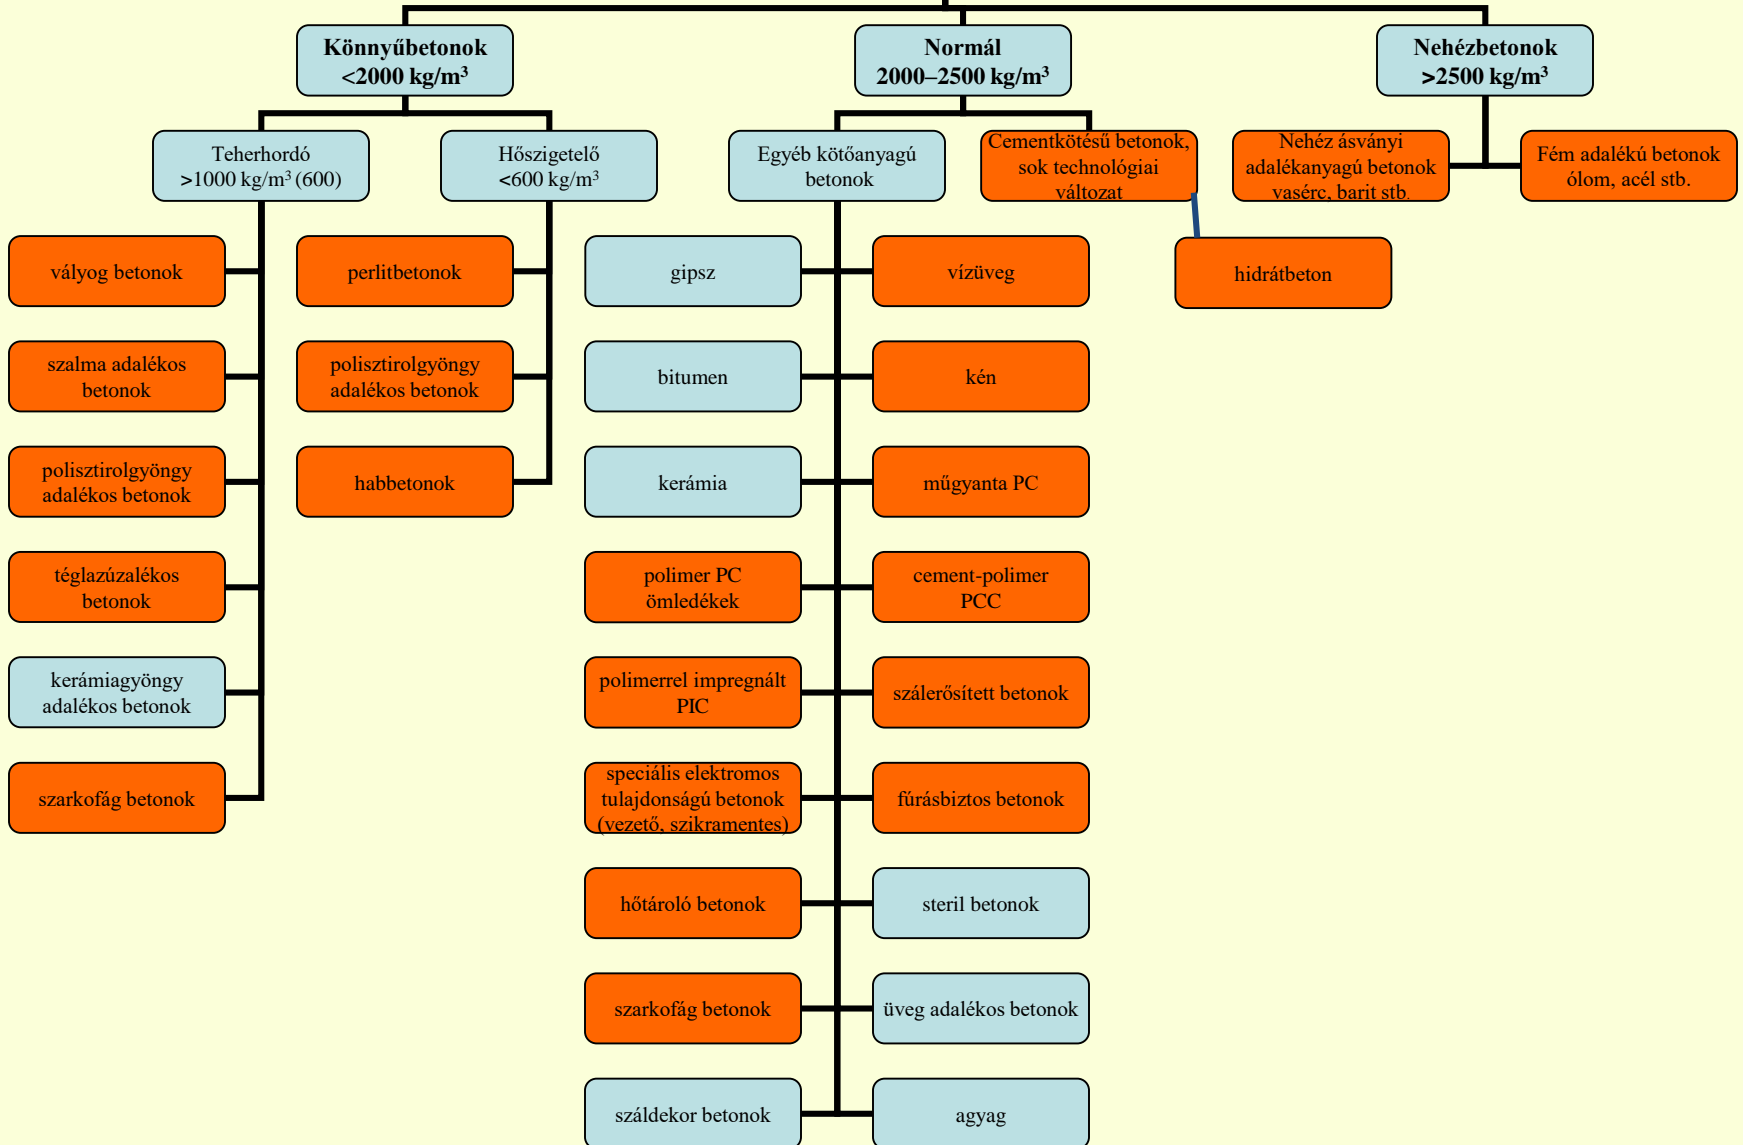 Könnyűbetonok
<2000 kg/m³
Normál
2000–2500 kg/m³
Nehézbetonok
>2500 kg/m³
Teherhordó
>1000 kg/m³ (600)
Hőszigetelő
<600 kg/m³
Egyéb kötőanyagú
betonok
Cementkötésű betonok,
sok technológiai
változat
Nehéz ásványi
adalékanyagú betonok
vasérc, barit stb.
Fém adalékú betonok
ólom, acél stb.
vályog betonok
perlitbetonok
gipsz
vízüveg
hidrátbeton
szalma adalékos
betonok
polisztirolgyöngy
adalékos betonok
bitumen
kén
polisztirolgyöngy
adalékos betonok
habbetonok
kerámia
műgyanta PC
téglazúzalékos
betonok
polimer PC
ömledékek
cement-polimer
PCC
kerámiagyöngy
adalékos betonok
polimerrel impregnált
PIC
szálerősített betonok
szarkofág betonok
speciális elektromos
tulajdonságú betonok
(vezető, szikramentes)
fúrásbiztos betonok
hőtároló betonok
steril betonok
szarkofág betonok
üveg adalékos betonok
száldekor betonok
agyag